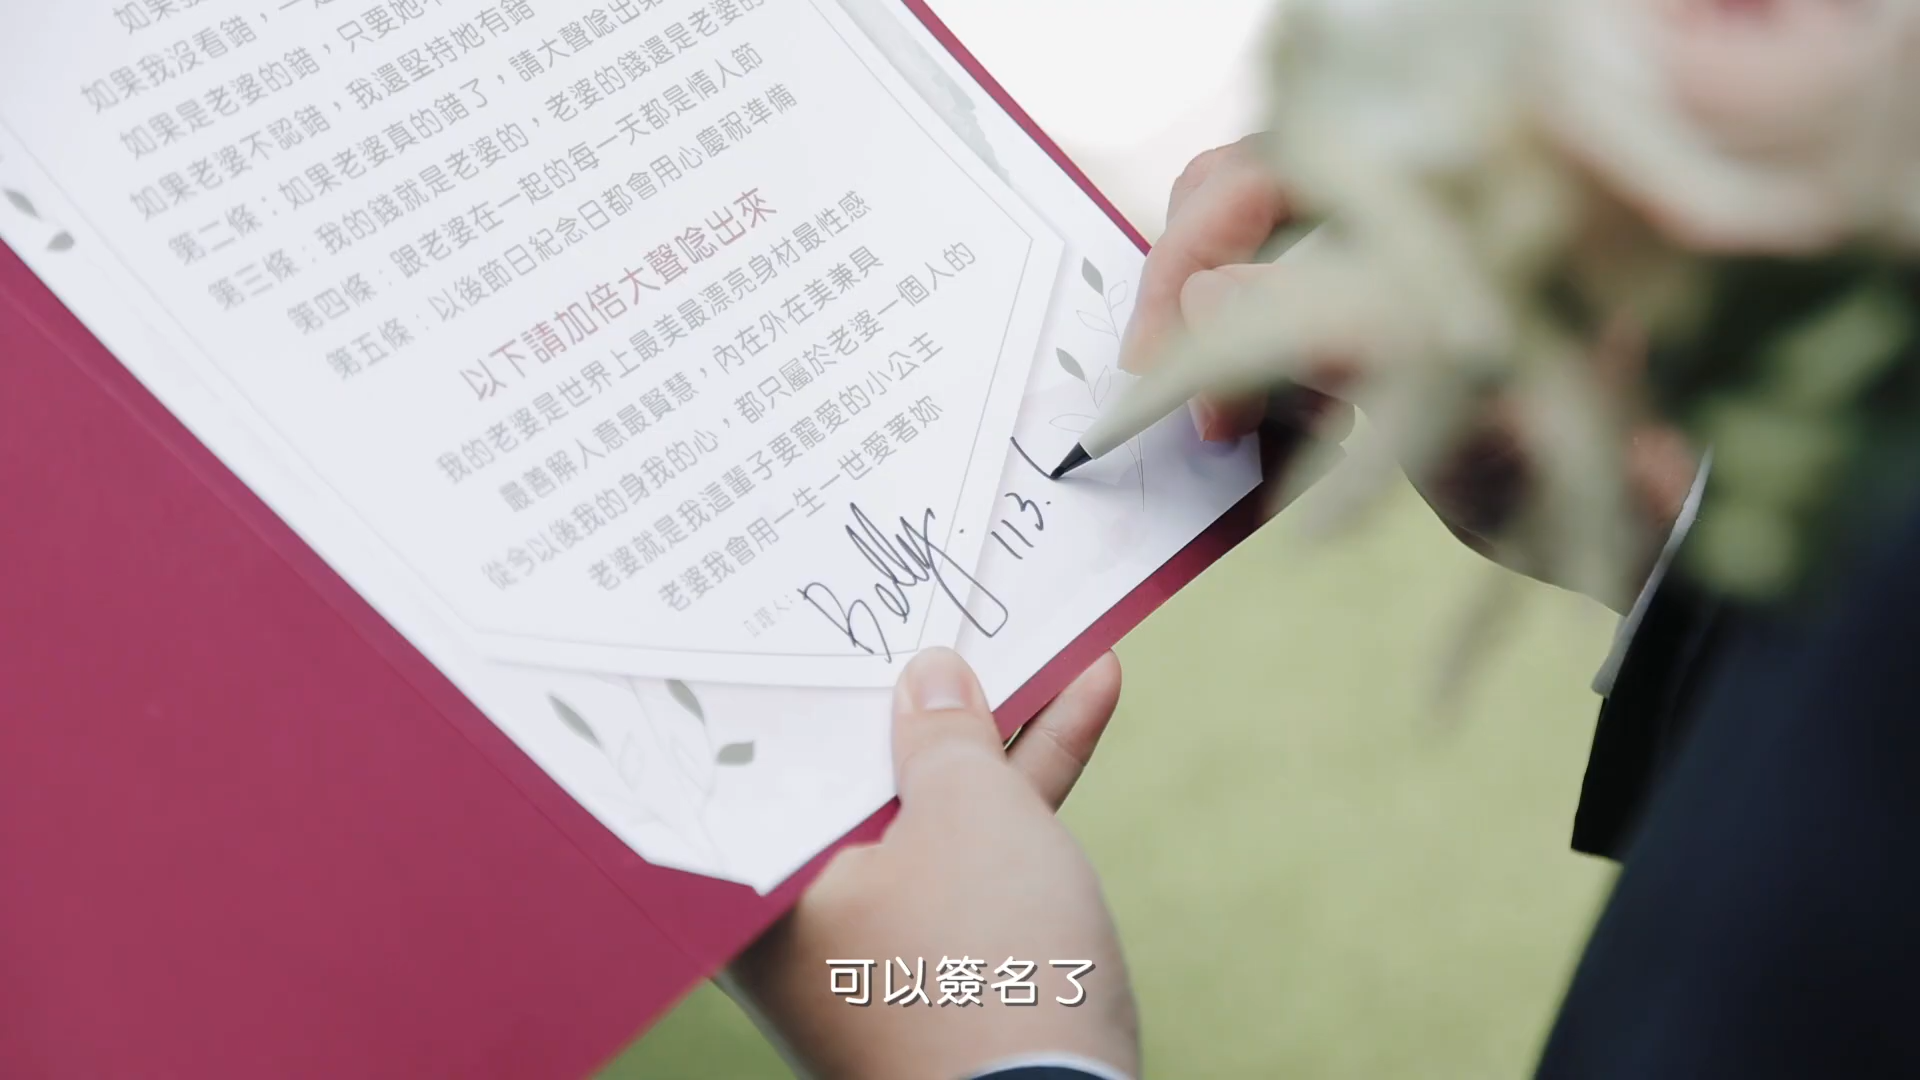 如果我沒看錯，一定
如果是老婆的錯，只要她不
如果老婆不認錯，我還堅持她有錯
第二條：如果老婆真的錯了，請大聲唸出第
第三條：我的錢就是老婆的，老婆的錢還是老婆的
第四條：跟老婆在一起的每一天都是情人節
第五條：以後節日紀念日都會用心慶祝準備
以下請加倍大聲唸出來
我的老婆是世界上最美最漂亮身材最性感
最善解人意最賢慧，內在外在美兼具
從今以後我的身我的心，都只屬於老婆一個人的
老婆就是我這輩子要寵愛的小公主
老婆我會用一生一世愛著妳
立證人：
113.
可以簽名了